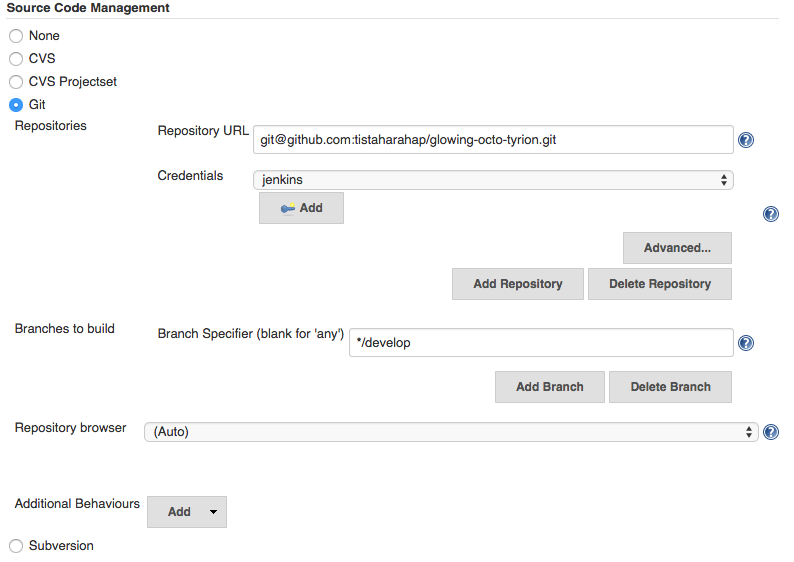 Source Code Management
None
CVS
CVS Projectset
Git
Repositories
Repository URL git@github.com:tistaharahap/glowing-octo-tyrion.git
Credentials jenkins
Add
Advanced...
Add Repository Delete Repository
Branches to build
Branch Specifier (blank for 'any') */develop
Add Branch Delete Branch
Repository browser (Auto)
Additional Behaviours Add
Subversion